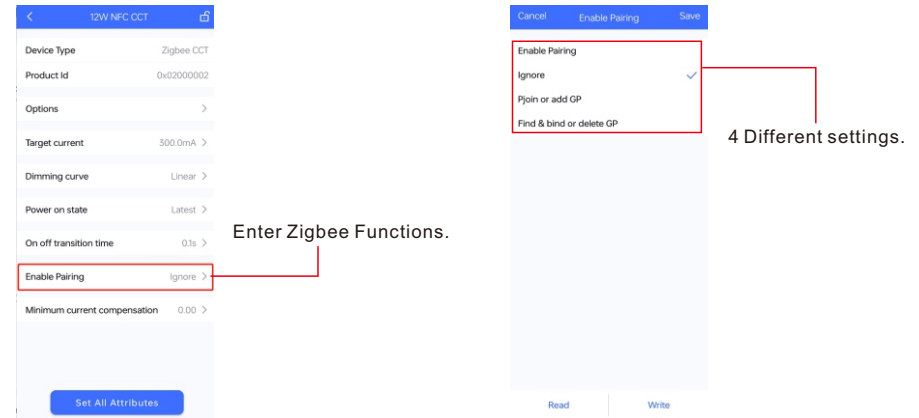 12W NFC CCT
Device Type Zigbee CCT
Product Id 0x02000002
Options
Target current 300.0mA
Dimming curve Linear
Power on state Latest
On off transition time 0.1s
Enable Pairing Ignore
Minimum current compensation 0.00
Set All Attributes
Enter Zigbee Functions.
Cancel Enable Pairing Save
Enable Pairing
Ignore
Pjoin or add GP
Find & bind or delete GP
Read Write
4 Different settings.